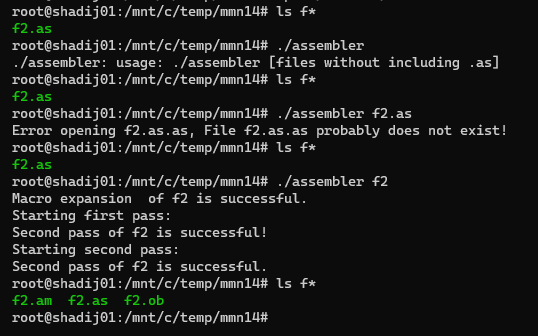 root@shadij01:/mnt/c/temp/mmn14# ls f*
f2.as
root@shadij01:/mnt/c/temp/mmn14# ./assembler
./assembler: usage: ./assembler [files without including .as]
root@shadij01:/mnt/c/temp/mmn14# ls f*
f2.as
root@shadij01:/mnt/c/temp/mmn14# ./assembler f2.as
Error opening f2.as.as, File f2.as.as probably does not exist!
root@shadij01:/mnt/c/temp/mmn14# ls f*
f2.as
root@shadij01:/mnt/c/temp/mmn14# ./assembler f2
Macro expansion  of f2 is successful.
Starting first pass:
Second pass of f2 is successful!
Starting second pass:
Second pass of f2 is successful.
root@shadij01:/mnt/c/temp/mmn14# ls f*
f2.am  f2.as  f2.ob
root@shadij01:/mnt/c/temp/mmn14#